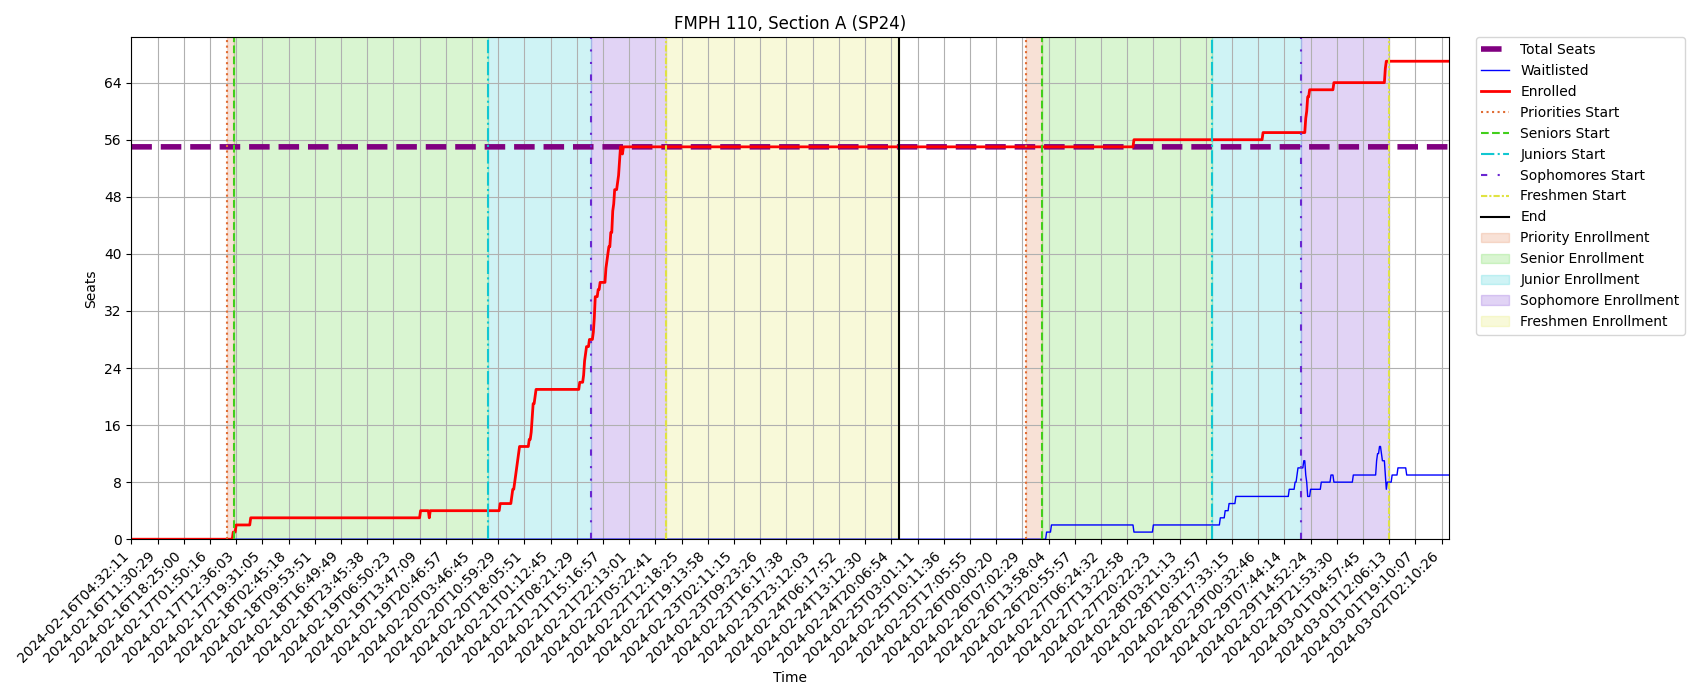 FMPH 110, Section A (SP24)
Total Seats
Waitlisted
Enrolled
Priorities Start
Seniors Start
Juniors Start
Sophomores Start
Freshmen Start
End
Priority Enrollment
Senior Enrollment
Junior Enrollment
Sophomore Enrollment
Freshmen Enrollment
Seats
64
56
48
40
32
24
16
8
0
2024-02-16T04:32:11
2024-02-16T11:30:29
2024-02-16T18:25:00
2024-02-17T01:50:16
2024-02-17T12:36:03
2024-02-17T19:31:05
2024-02-18T02:45:18
2024-02-18T09:53:51
2024-02-18T16:49:49
2024-02-18T23:45:38
2024-02-19T06:50:23
2024-02-19T13:47:09
2024-02-19T20:46:57
2024-02-20T03:46:45
2024-02-20T10:59:29
2024-02-20T18:05:51
2024-02-21T01:12:45
2024-02-21T08:21:29
2024-02-21T15:16:57
2024-02-21T22:13:01
2024-02-22T05:22:41
2024-02-22T12:18:25
2024-02-22T19:13:58
2024-02-23T02:11:15
2024-02-23T09:23:26
2024-02-23T16:17:38
2024-02-23T23:12:03
2024-02-24T06:17:52
2024-02-24T13:12:30
2024-02-24T20:06:54
2024-02-25T03:01:11
2024-02-25T10:11:36
2024-02-25T17:05:55
2024-02-26T00:00:20
2024-02-26T07:02:29
2024-02-26T13:58:04
2024-02-26T20:55:57
2024-02-27T06:24:32
2024-02-27T13:22:58
2024-02-27T20:22:23
2024-02-28T03:21:13
2024-02-28T10:32:57
2024-02-28T17:33:15
2024-02-29T00:32:46
2024-02-29T07:44:14
2024-02-29T14:52:24
2024-02-29T21:53:30
2024-03-01T04:57:45
2024-03-01T12:06:13
2024-03-01T19:10:07
2024-03-02T02:10:26
Time